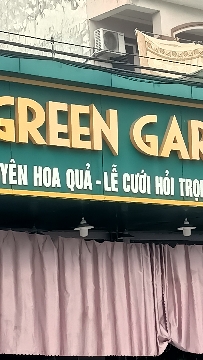 GREEN GAR
YÊN HOA QUẢ - LỄ CƯỚI HỎI TRỌ